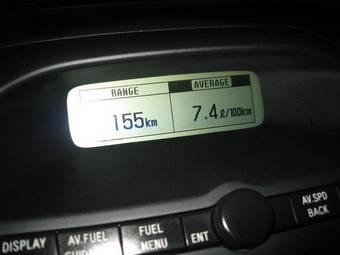 RANGE AVERAGE
155km 7.4ℓ/100km
DISPLAY AV.FUEL FUEL ENT AV.SPD
MENU BACK